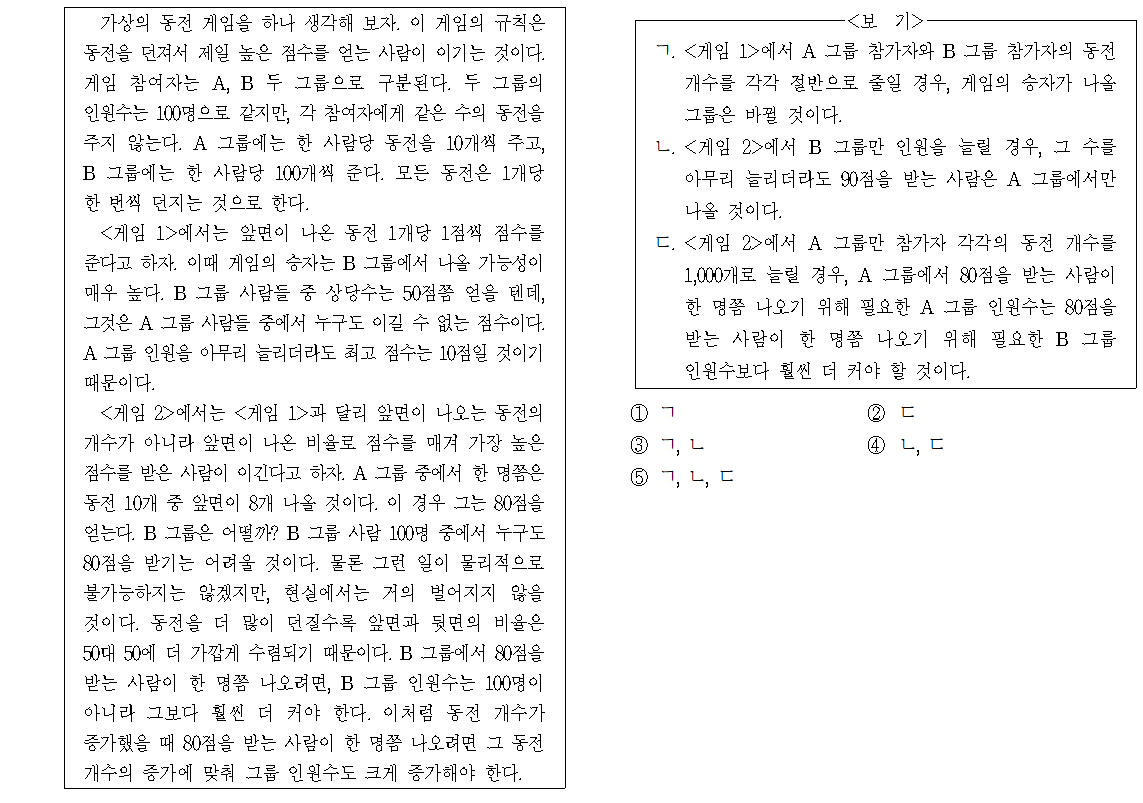 가상의 동전 게임을 하나 생각해 보자. 이 게임의 규칙은
동전을 던져서 제일 높은 점수를 얻는 사람이 이기는 것이다.
게임 참여자는 A, B 두 그룹으로 구분된다. 두 그룹의
인원수는 100명으로 같지만, 각 참여자에게 같은 수의 동전을
주지 않는다. A 그룹에는 한 사람당 동전을 10개씩 주고,
B 그룹에는 한 사람당 100개씩 준다. 모든 동전은 1개당
한 번씩 던지는 것으로 한다.
<게임 1>에서는 앞면이 나온 동전 1개당 1점씩 점수를
준다고 하자. 이때 게임의 승자는 B 그룹에서 나올 가능성이
매우 높다. B 그룹 사람들 중 상당수는 50점쯤 얻을 텐데,
그것은 A 그룹 사람들 중에서 누구도 이길 수 없는 점수이다.
A 그룹 인원을 아무리 늘리더라도 최고 점수는 10점일 것이기
때문이다.
<게임 2>에서는 <게임 1>과 달리 앞면이 나오는 동전의
개수가 아니라 앞면이 나온 비율로 점수를 매겨 가장 높은
점수를 받은 사람이 이긴다고 하자. A 그룹 중에서 한 명쯤은
동전 10개 중 앞면이 8개 나올 것이다. 이 경우 그는 80점을
얻는다. B 그룹은 어떨까? B 그룹 사람 100명 중에서 누구도
80점을 받기는 어려울 것이다. 물론 그런 일이 물리적으로
불가능하지는 않겠지만, 현실에서는 거의 벌어지지 않을
것이다. 동전을 더 많이 던질수록 앞면과 뒷면의 비율은
50대 50에 더 가깝게 수렴되기 때문이다. B 그룹에서 80점을
받는 사람이 한 명쯤 나오려면, B 그룹 인원수는 100명이
아니라 그보다 훨씬 더 커야 한다. 이처럼 동전 개수가
증가했을 때 80점을 받는 사람이 한 명쯤 나오려면 그 동전
개수의 증가에 맞춰 그룹 인원수도 크게 증가해야 한다.
<보 기>
ㄱ. <게임 1>에서 A 그룹 참가자와 B 그룹 참가자의 동전
개수를 각각 절반으로 줄일 경우, 게임의 승자가 나올
그룹은 바뀔 것이다.
ㄴ. <게임 2>에서 B 그룹만 인원을 늘릴 경우, 그 수를
아무리 늘리더라도 90점을 받는 사람은 A 그룹에서만
나올 것이다.
ㄷ. <게임 2>에서 A 그룹만 참가자 각각의 동전 개수를
1,000개로 늘릴 경우, A 그룹에서 80점을 받는 사람이
한 명쯤 나오기 위해 필요한 A 그룹 인원수는 80점을
받는 사람이 한 명쯤 나오기 위해 필요한 B 그룹
인원수보다 훨씬 더 커야 할 것이다.
① ㄱ ② ㄷ
③ ㄱ, ㄴ ④ ㄴ, ㄷ
⑤ ㄱ, ㄴ, ㄷ